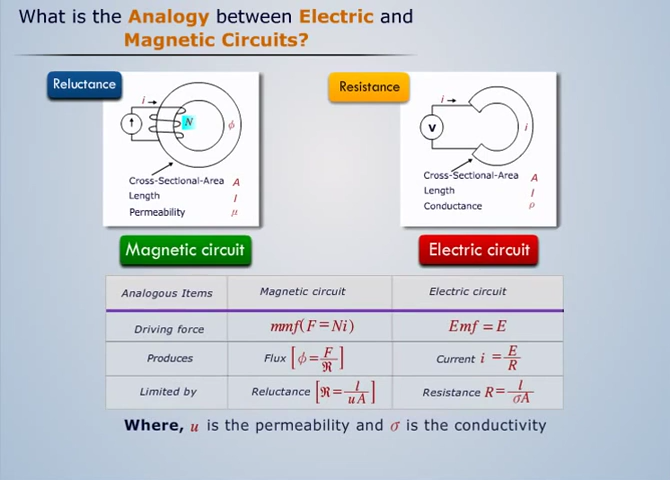 What is the Analogy between Electric and
Magnetic Circuits?
Reluctance
i
N
ϕ
Cross-Sectional-Area A
Length l
Permeability μ
Magnetic circuit
Resistance
i
V
i
Cross-Sectional-Area A
Length l
Conductance ρ
Electric circuit
Analogous Items Magnetic circuit Electric circuit
Driving force mmf(F=Ni) Emf = E
Produces Flux [ϕ=F/ℜ] Current i = E/R
Limited by Reluctance [ℜ=l/uA] Resistance R=l/σA
Where, u is the permeability and σ is the conductivity